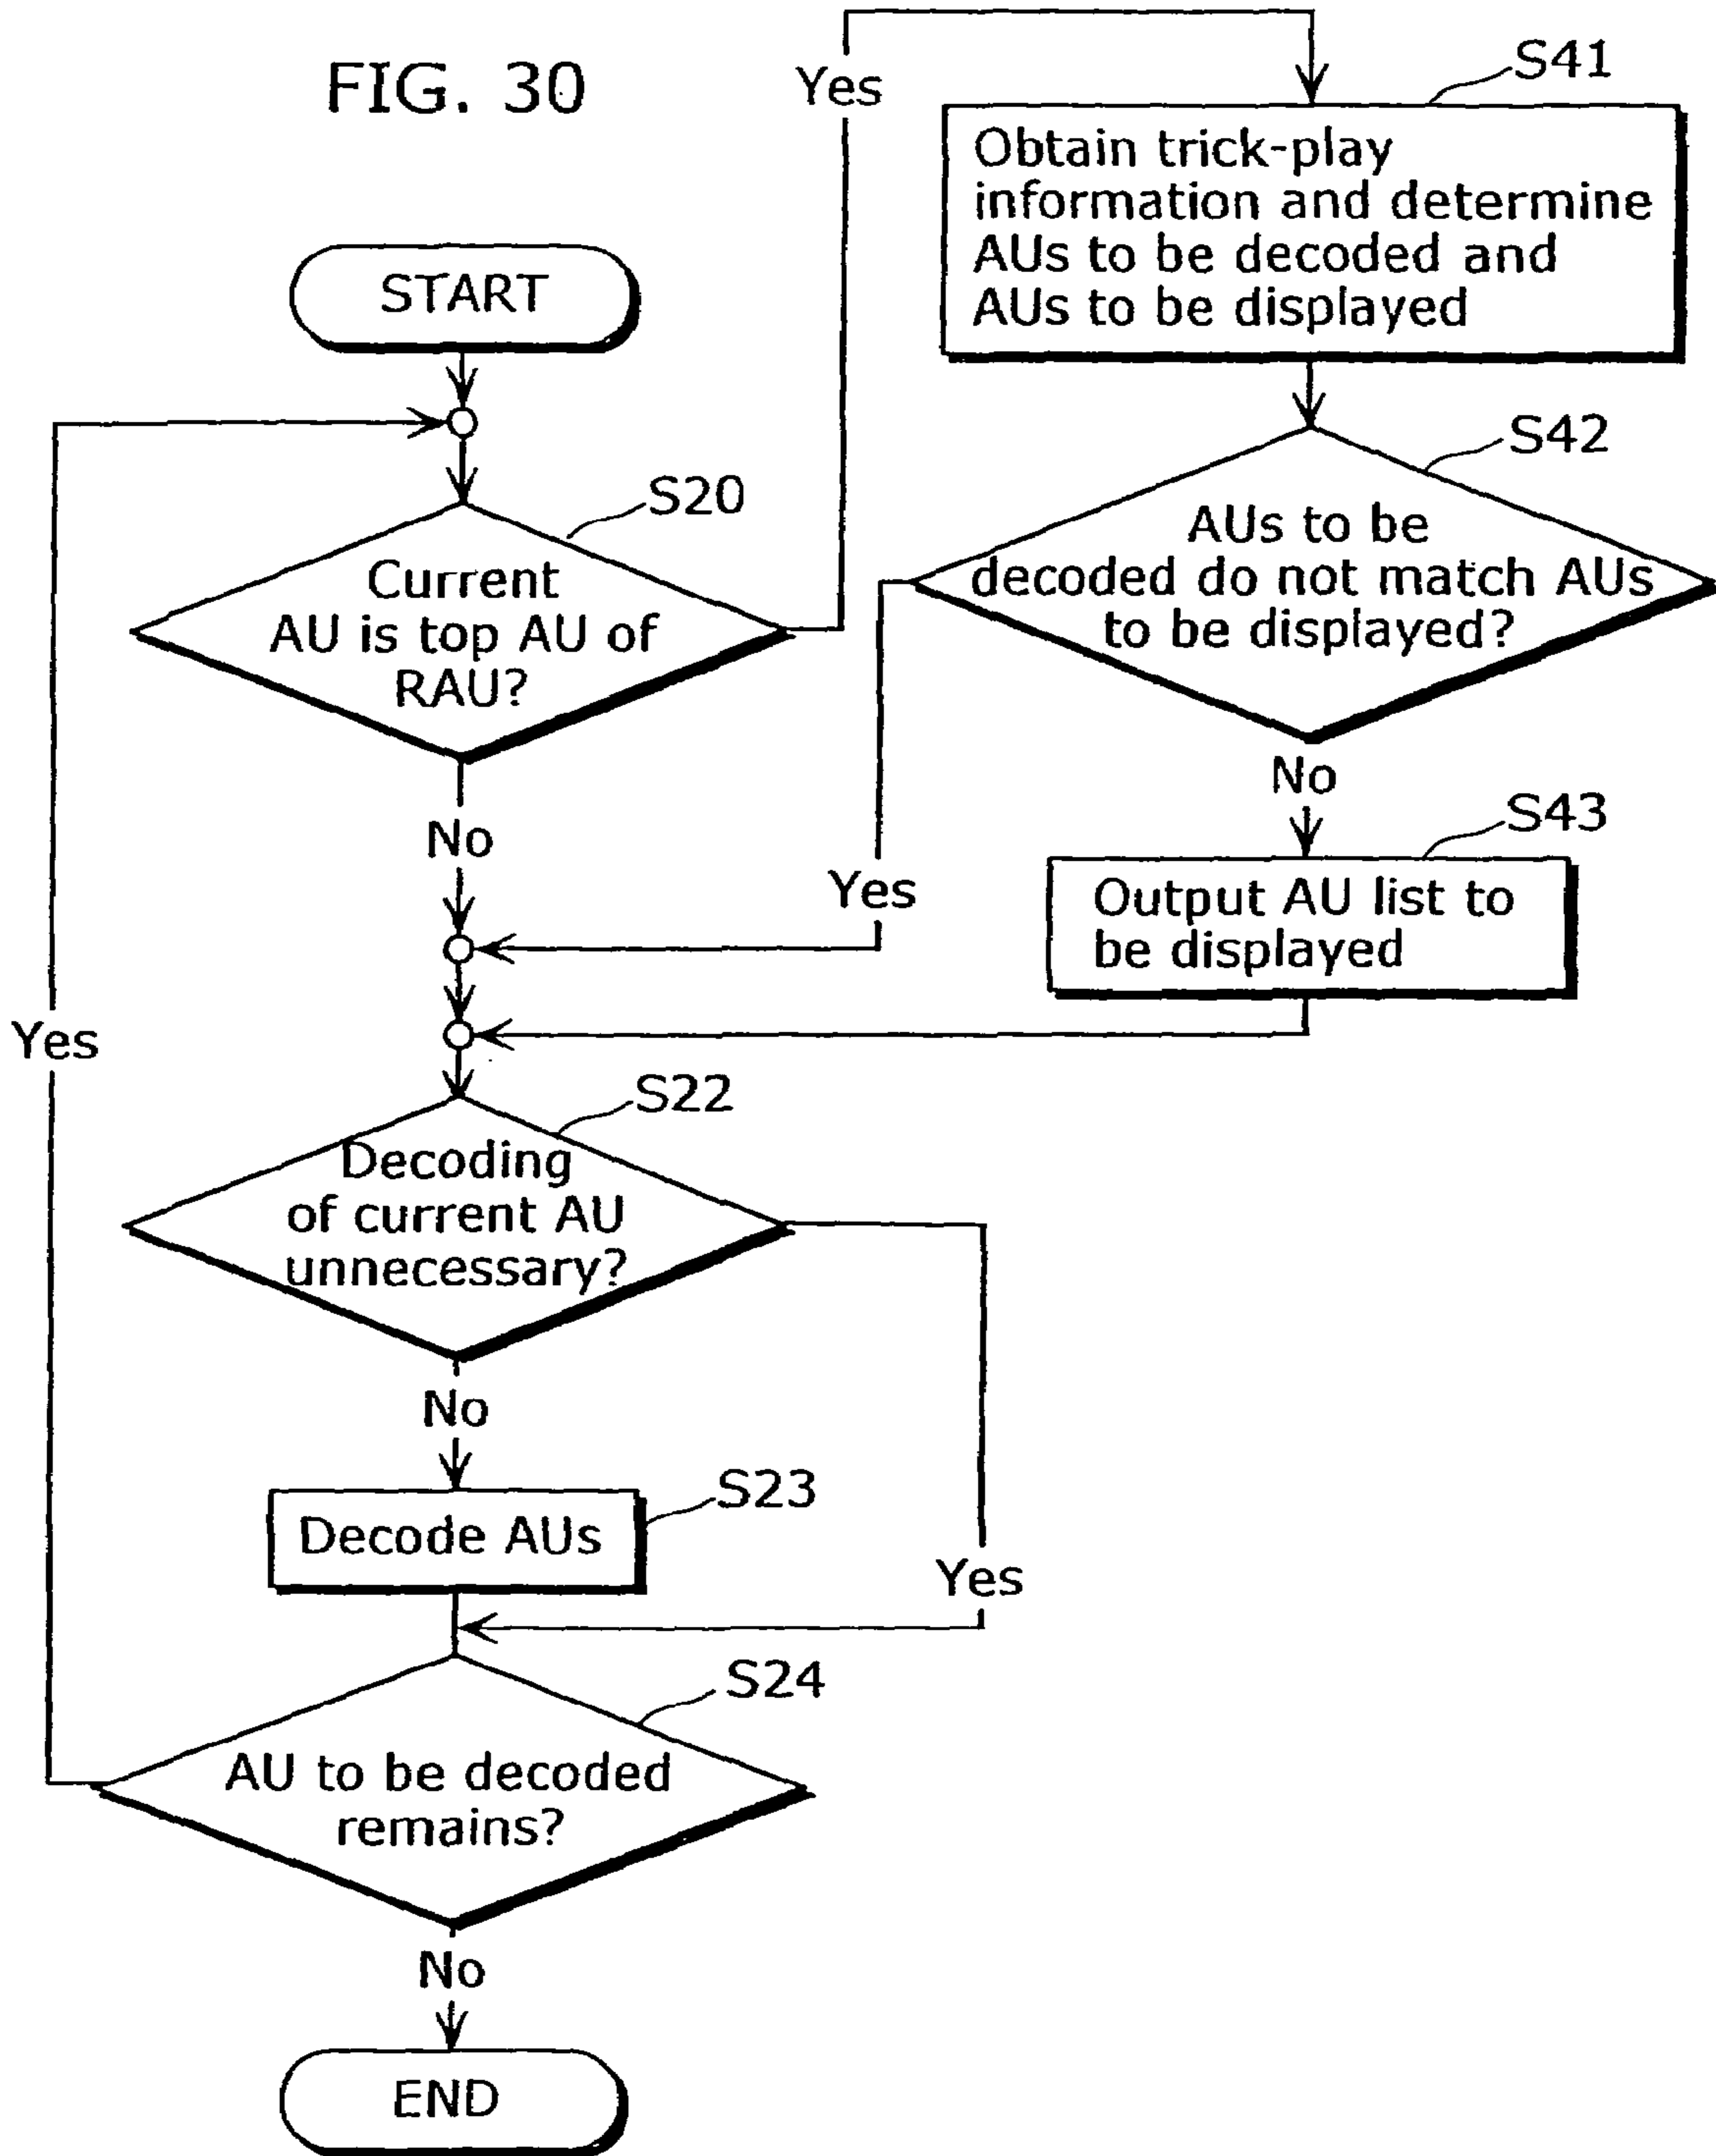 FIG. 30
START
S20
Current
AU is top AU of
RAU?
Yes
S41
Obtain trick-play
information and determine
AUs to be decoded and
AUs to be displayed
S42
AUs to be
decoded do not match AUs
to be displayed?
No
S43
Output AU list to
be displayed
Yes
No
S22
Decoding
of current AU
unnecessary?
No
Yes
S23
Decode AUs
S24
AU to be decoded
remains?
Yes
No
END